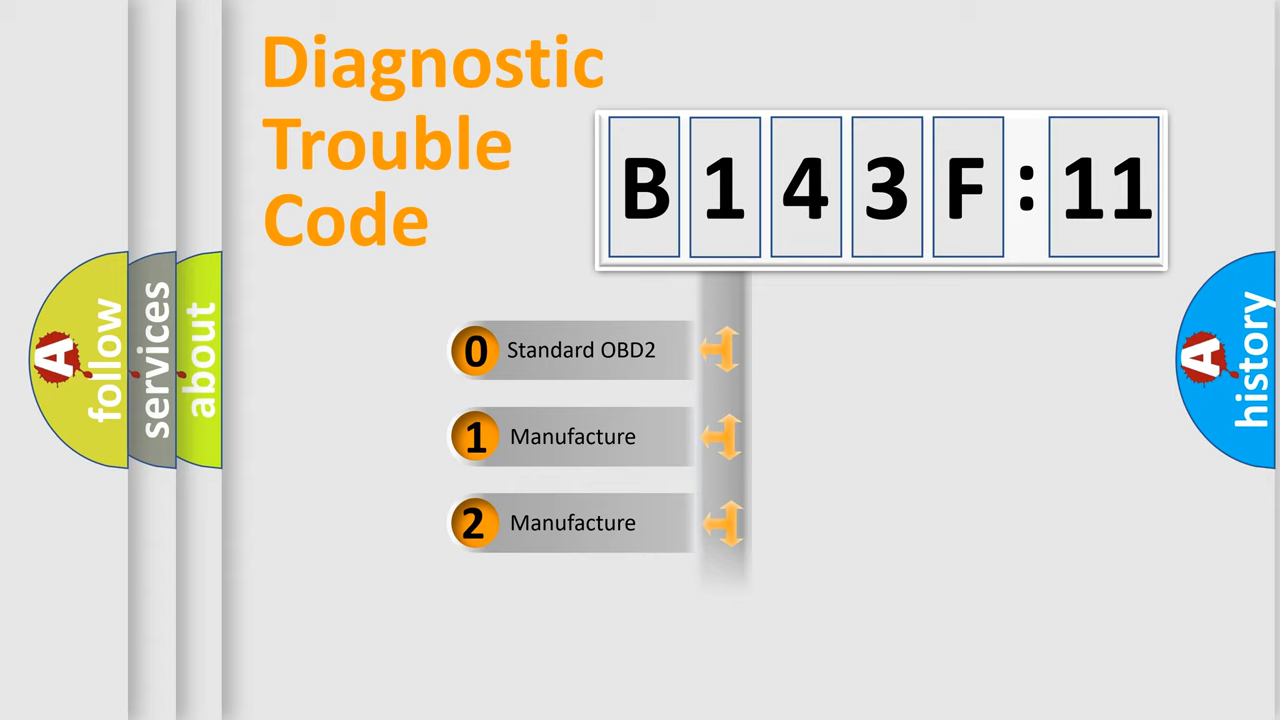 Diagnostic
Trouble
Code
B 1 4 3 F : 11
0 Standard OBD2
1 Manufacture
2 Manufacture
A follow
services
about
A history